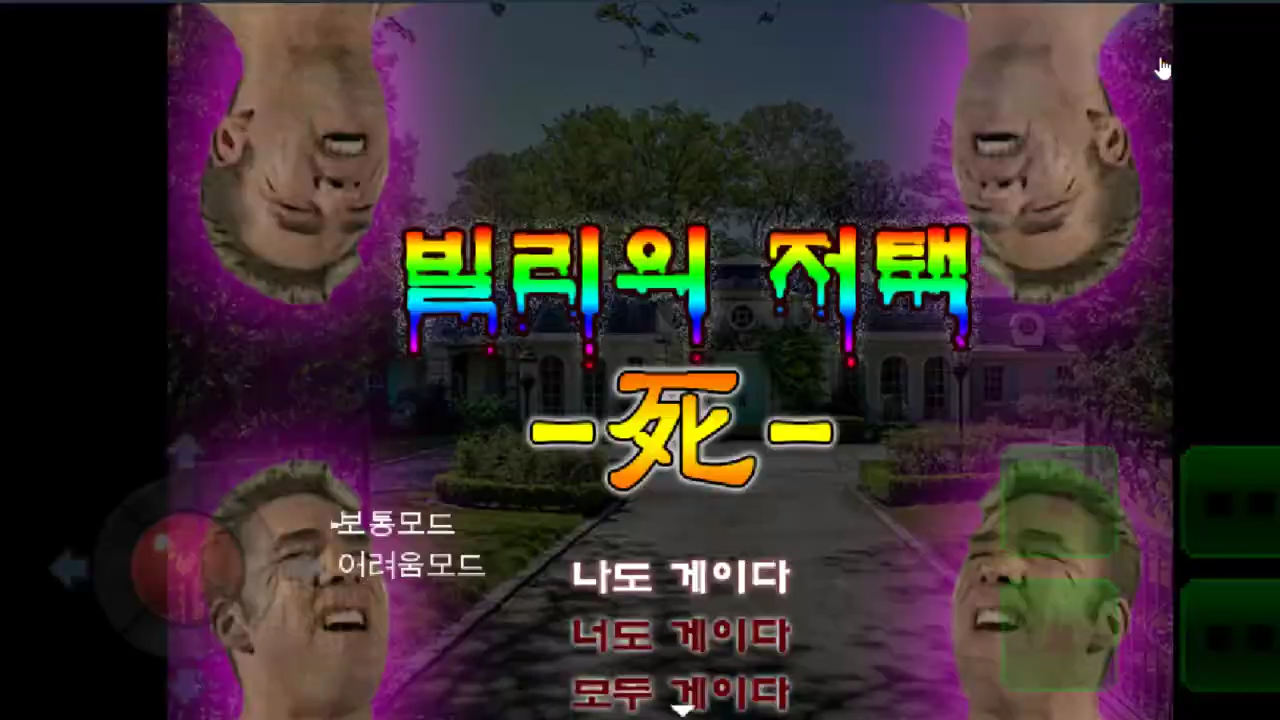 빌리의 저택
-死-
보통모드
어려움모드
나도 게이다
너도 게이다
모두 게이다